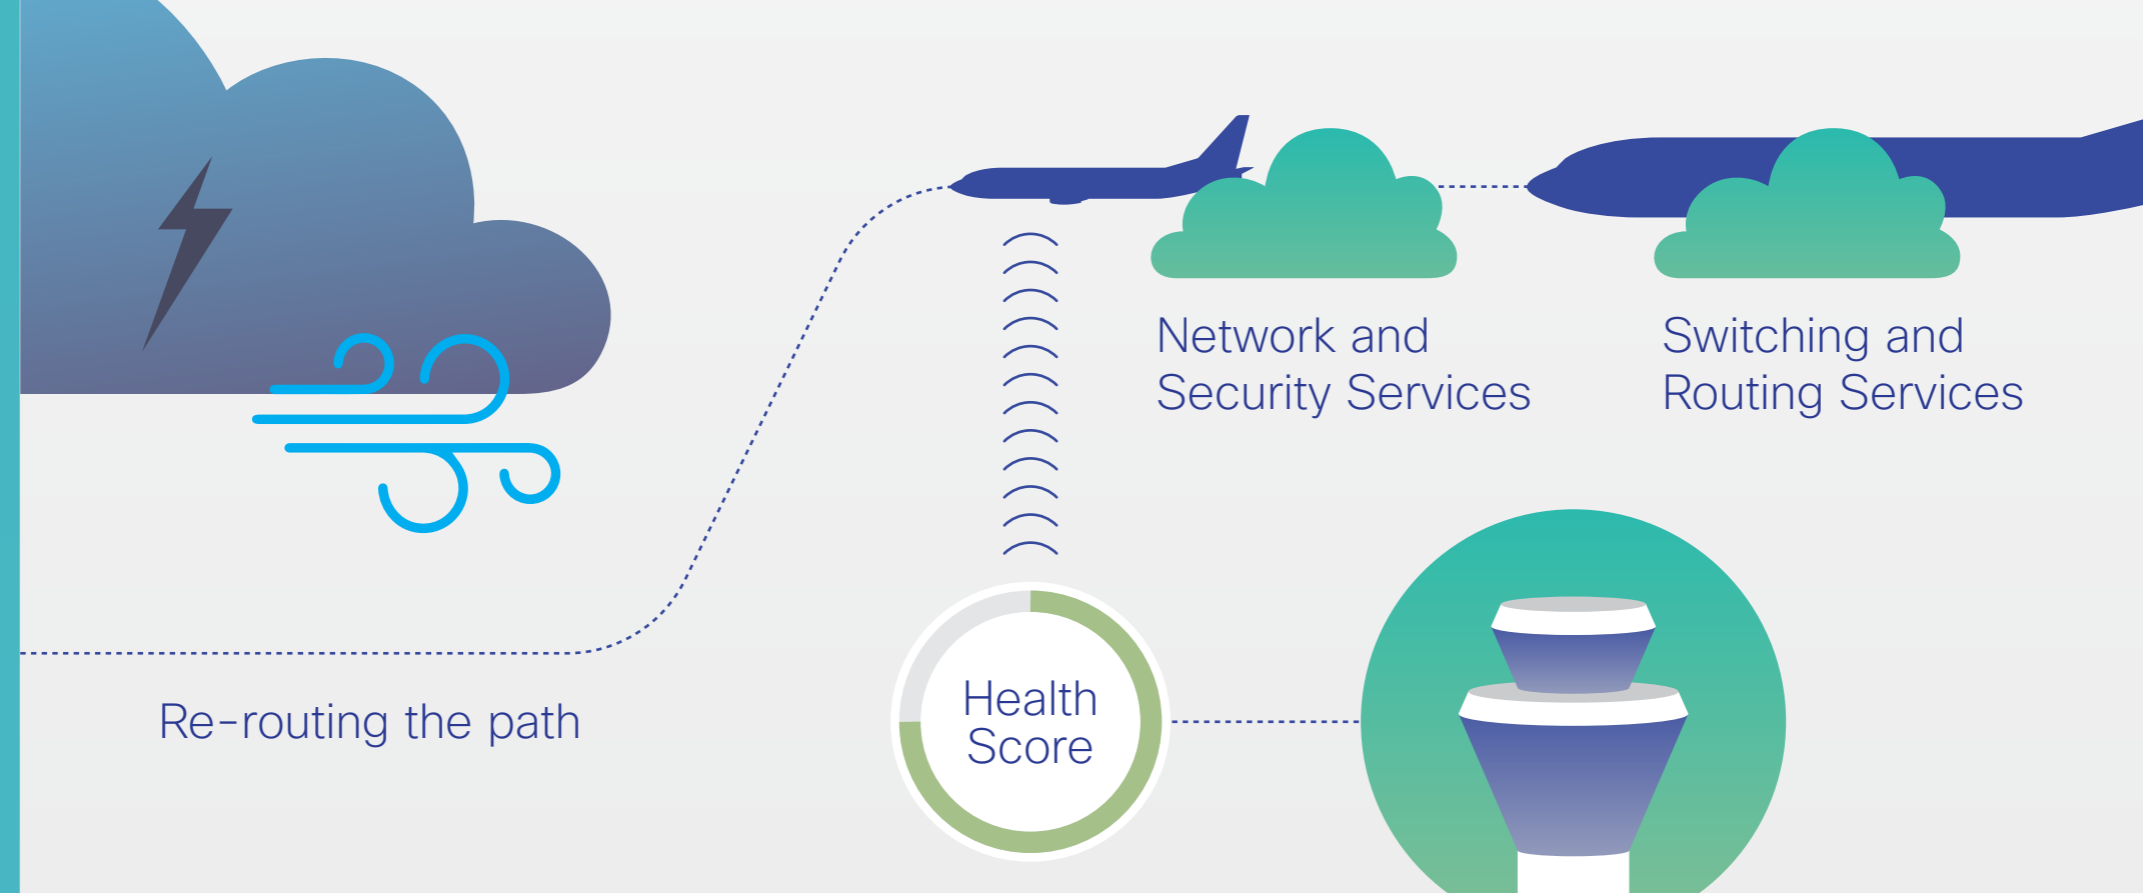 Network and
Security Services
Switching and
Routing Services
Re-routing the path
Health
Score